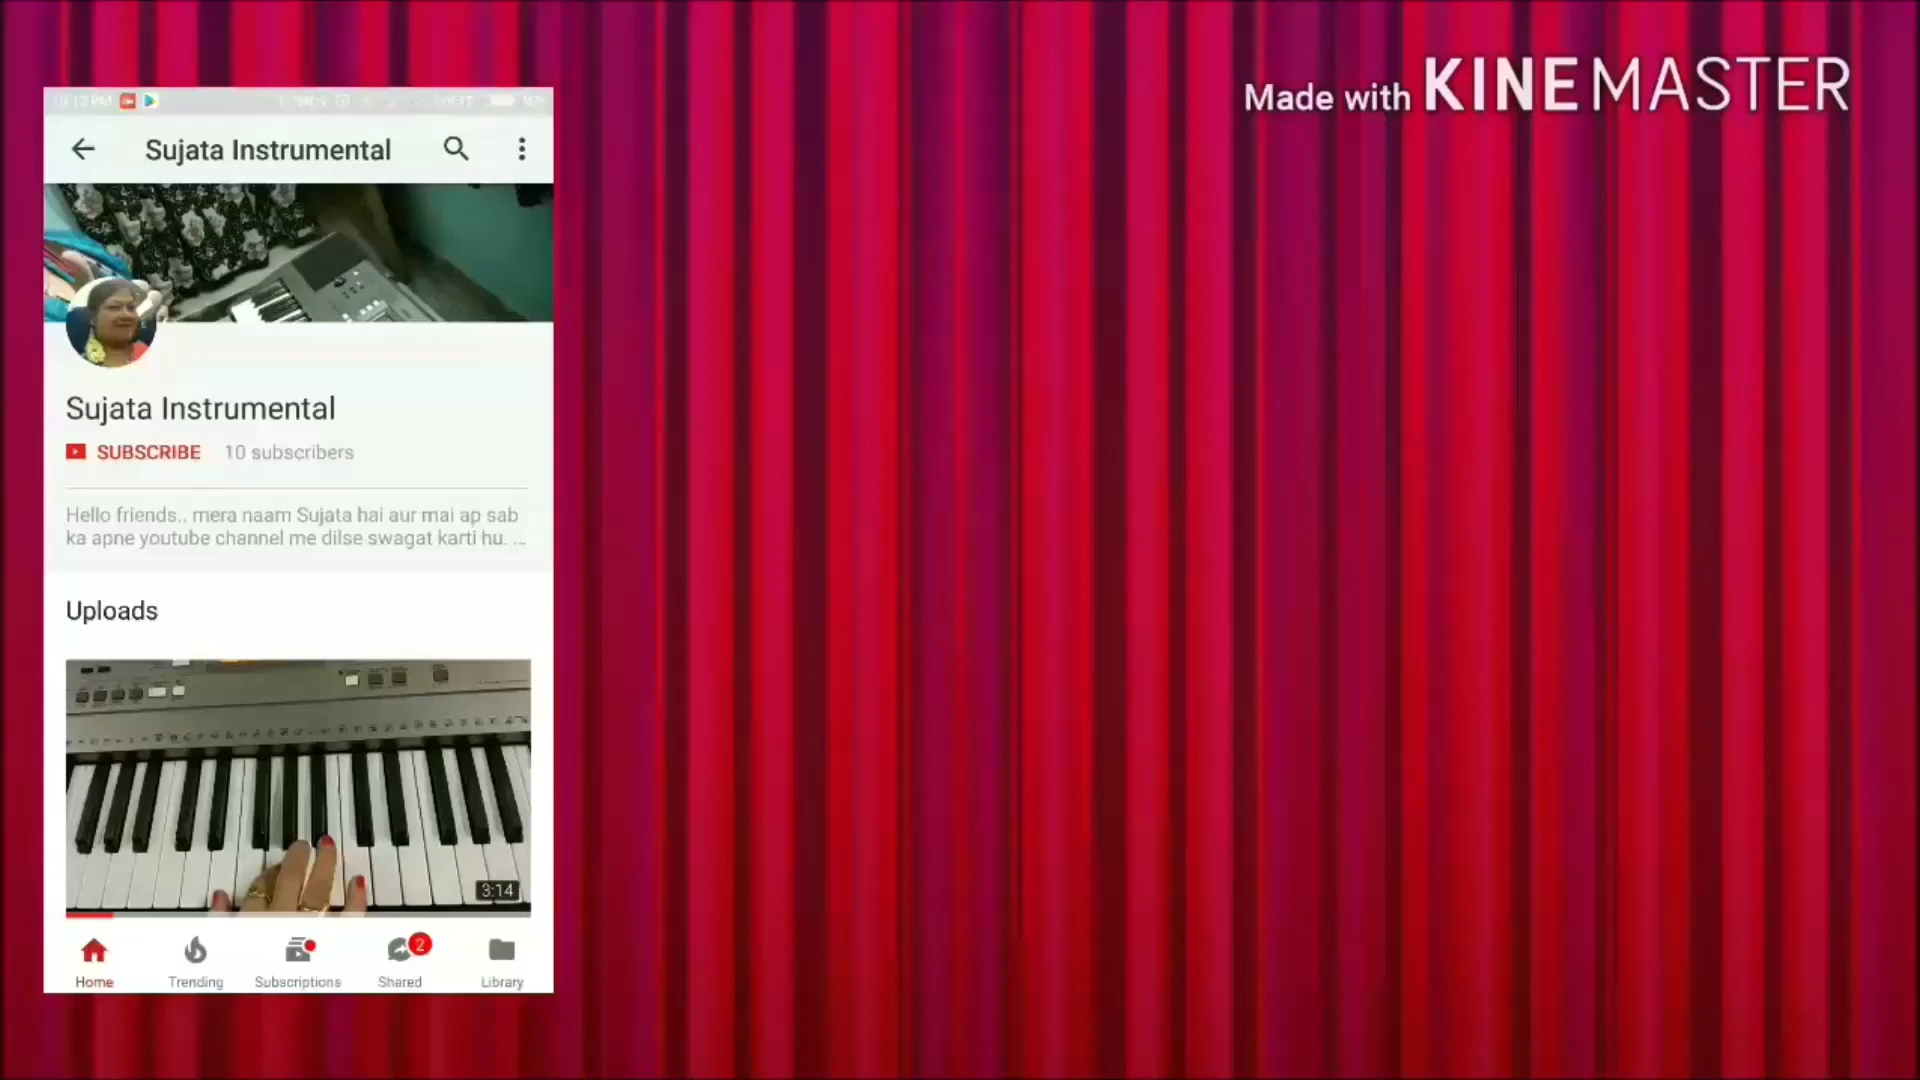 Made with KINEMASTER
Sujata Instrumental
Sujata Instrumental
SUBSCRIBE 10 subscribers
Hello friends.. mera naam Sujata hai aur mai ap sab
ka apne youtube channel me dilse swagat karti hu. ...
Uploads
3:14
2
Home Trending Subscriptions Shared Library